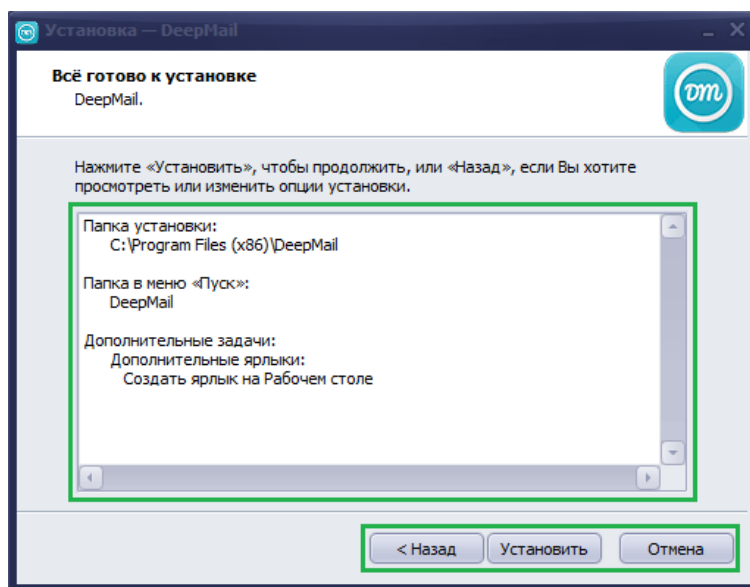 Установка — DeepMail
Всё готово к установке
DeepMail.
DM
Нажмите «Установить», чтобы продолжить, или «Назад», если Вы хотите
просмотреть или изменить опции установки.
Папка установки:
C:\Program Files (x86)\DeepMail
Папка в меню «Пуск»:
DeepMail
Дополнительные задачи:
Дополнительные ярлыки:
Создать ярлык на Рабочем столе
< Назад
Установить
Отмена